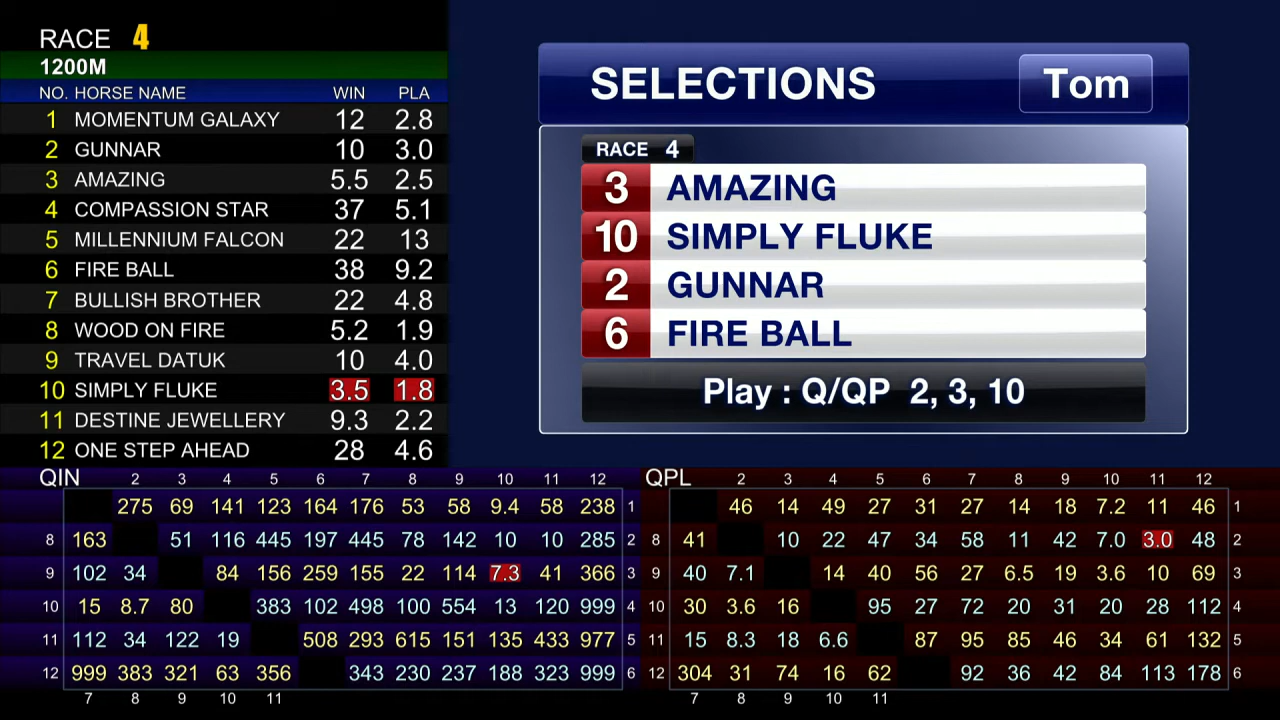 RACE 4
1200M
NO. HORSE NAME WIN PLA
1 MOMENTUM GALAXY 12 2.8
2 GUNNAR 10 3.0
3 AMAZING 5.5 2.5
4 COMPASSION STAR 37 5.1
5 MILLENNIUM FALCON 22 13
6 FIRE BALL 38 9.2
7 BULLISH BROTHER 22 4.8
8 WOOD ON FIRE 5.2 1.9
9 TRAVEL DATUK 10 4.0
10 SIMPLY FLUKE 3.5 1.8
11 DESTINE JEWELLERY 9.3 2.2
12 ONE STEP AHEAD 28 4.6
SELECTIONS Tom
RACE 4
3 AMAZING
10 SIMPLY FLUKE
2 GUNNAR
6 FIRE BALL
Play : Q/QP 2, 3, 10
QIN 2 3 4 5 6 7 8 9 10 11 12
275 69 141 123 164 176 53 58 9.4 58 238 1
8 163 51 116 445 197 445 78 142 10 10 285 2
9 102 34 84 156 259 155 22 114 7.3 41 366 3
10 15 8.7 80 383 102 498 100 554 13 120 999 4
11 112 34 122 19 508 293 615 151 135 433 977 5
12 999 383 321 63 356 343 230 237 188 323 999 6
7 8 9 10 11
QPL 2 3 4 5 6 7 8 9 10 11 12
46 14 49 27 31 27 14 18 7.2 11 46 1
8 41 10 22 47 34 58 11 42 7.0 3.0 48 2
9 40 7.1 14 40 56 27 6.5 19 3.6 10 69 3
10 30 3.6 16 95 27 72 20 31 20 28 112 4
11 15 8.3 18 6.6 87 95 85 46 34 61 132 5
12 304 31 74 16 62 92 36 42 84 113 178 6
7 8 9 10 11